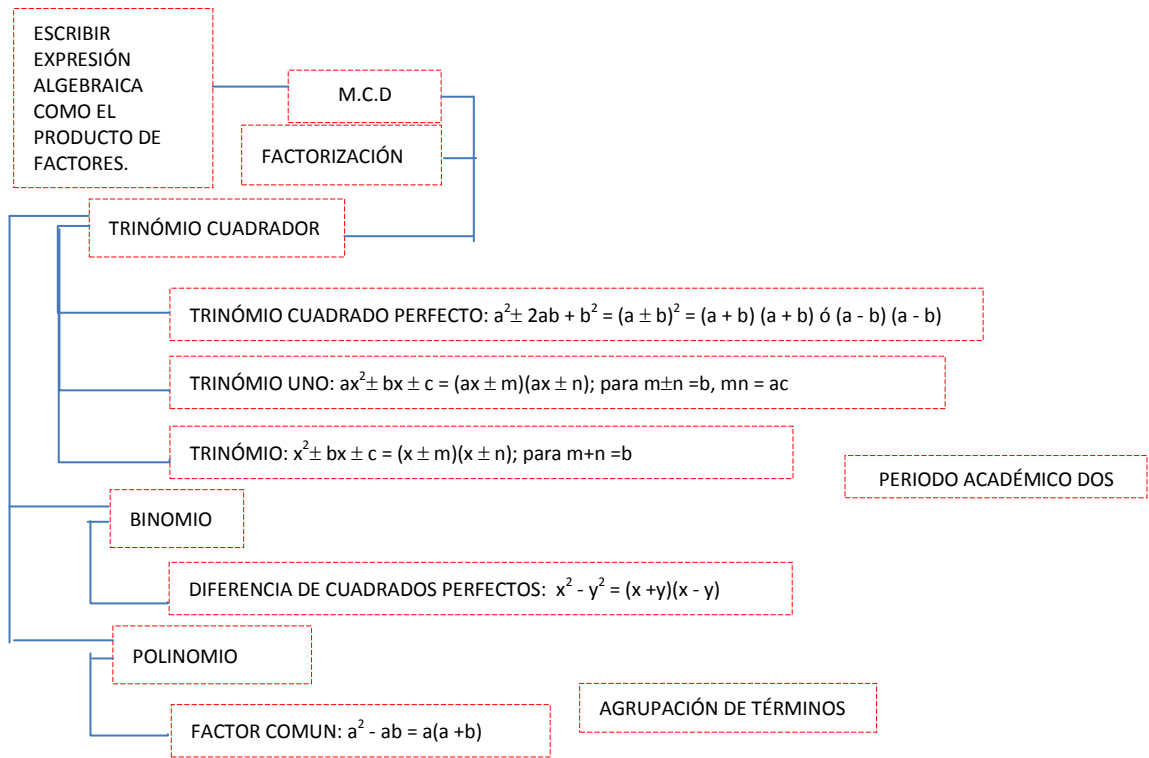 ESCRIBIR
EXPRESIÓN
ALGEBRAICA
COMO EL
PRODUCTO DE
FACTORES.
M.C.D
FACTORIZACIÓN
TRINÓMIO CUADRADOR
TRINÓMIO CUADRADO PERFECTO: a²± 2ab + b² = (a ± b)² = (a + b) (a + b) ó (a - b) (a - b)
TRINÓMIO UNO: ax²± bx ± c = (ax ± m)(ax ± n); para m±n =b, mn = ac
TRINÓMIO: x²± bx ± c = (x ± m)(x ± n); para m+n =b
PERIODO ACADÉMICO DOS
BINOMIO
DIFERENCIA DE CUADRADOS PERFECTOS: x² - y² = (x +y)(x - y)
POLINOMIO
AGRUPACIÓN DE TÉRMINOS
FACTOR COMUN: a² - ab = a(a +b)